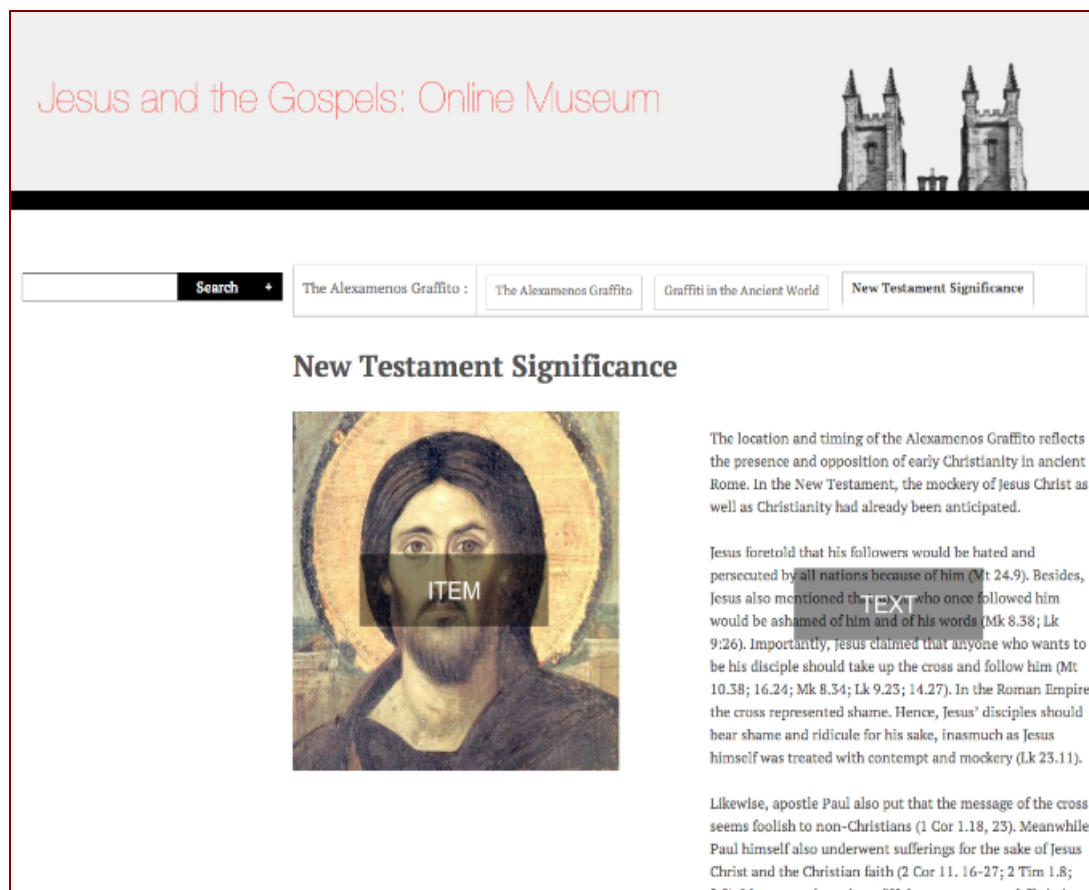 Jesus and the Gospels: Online Museum
Search +
The Alexamenos Graffito :
The Alexamenos Graffito
Graffiti in the Ancient World
New Testament Significance
New Testament Significance
ITEM
The location and timing of the Alexamenos Graffito reflects
the presence and opposition of early Christianity in ancient
Rome. In the New Testament, the mockery of Jesus Christ as
well as Christianity had already been anticipated.
Jesus foretold that his followers would be hated and
persecuted by all nations because of him (Mt 24.9). Besides,
Jesus also mentioned who once followed him
TEXT
would be ashamed of him and of his words (Mk 8.38; Lk
9:26). Importantly, Jesus claimed that anyone who wants to
be his disciple should take up the cross and follow him (Mt
10.38; 16.24; Mk 8.34; Lk 9.23; 14.27). In the Roman Empire
the cross represented shame. Hence, Jesus' disciples should
bear shame and ridicule for his sake, inasmuch as Jesus
himself was treated with contempt and mockery (Lk 23.11).
Likewise, apostle Paul also put that the message of the cross
seems foolish to non-Christians (1 Cor 1.18, 23). Meanwhile
Paul himself also underwent sufferings for the sake of Jesus
Christ and the Christian faith (2 Cor 11. 16-27; 2 Tim 1.8;